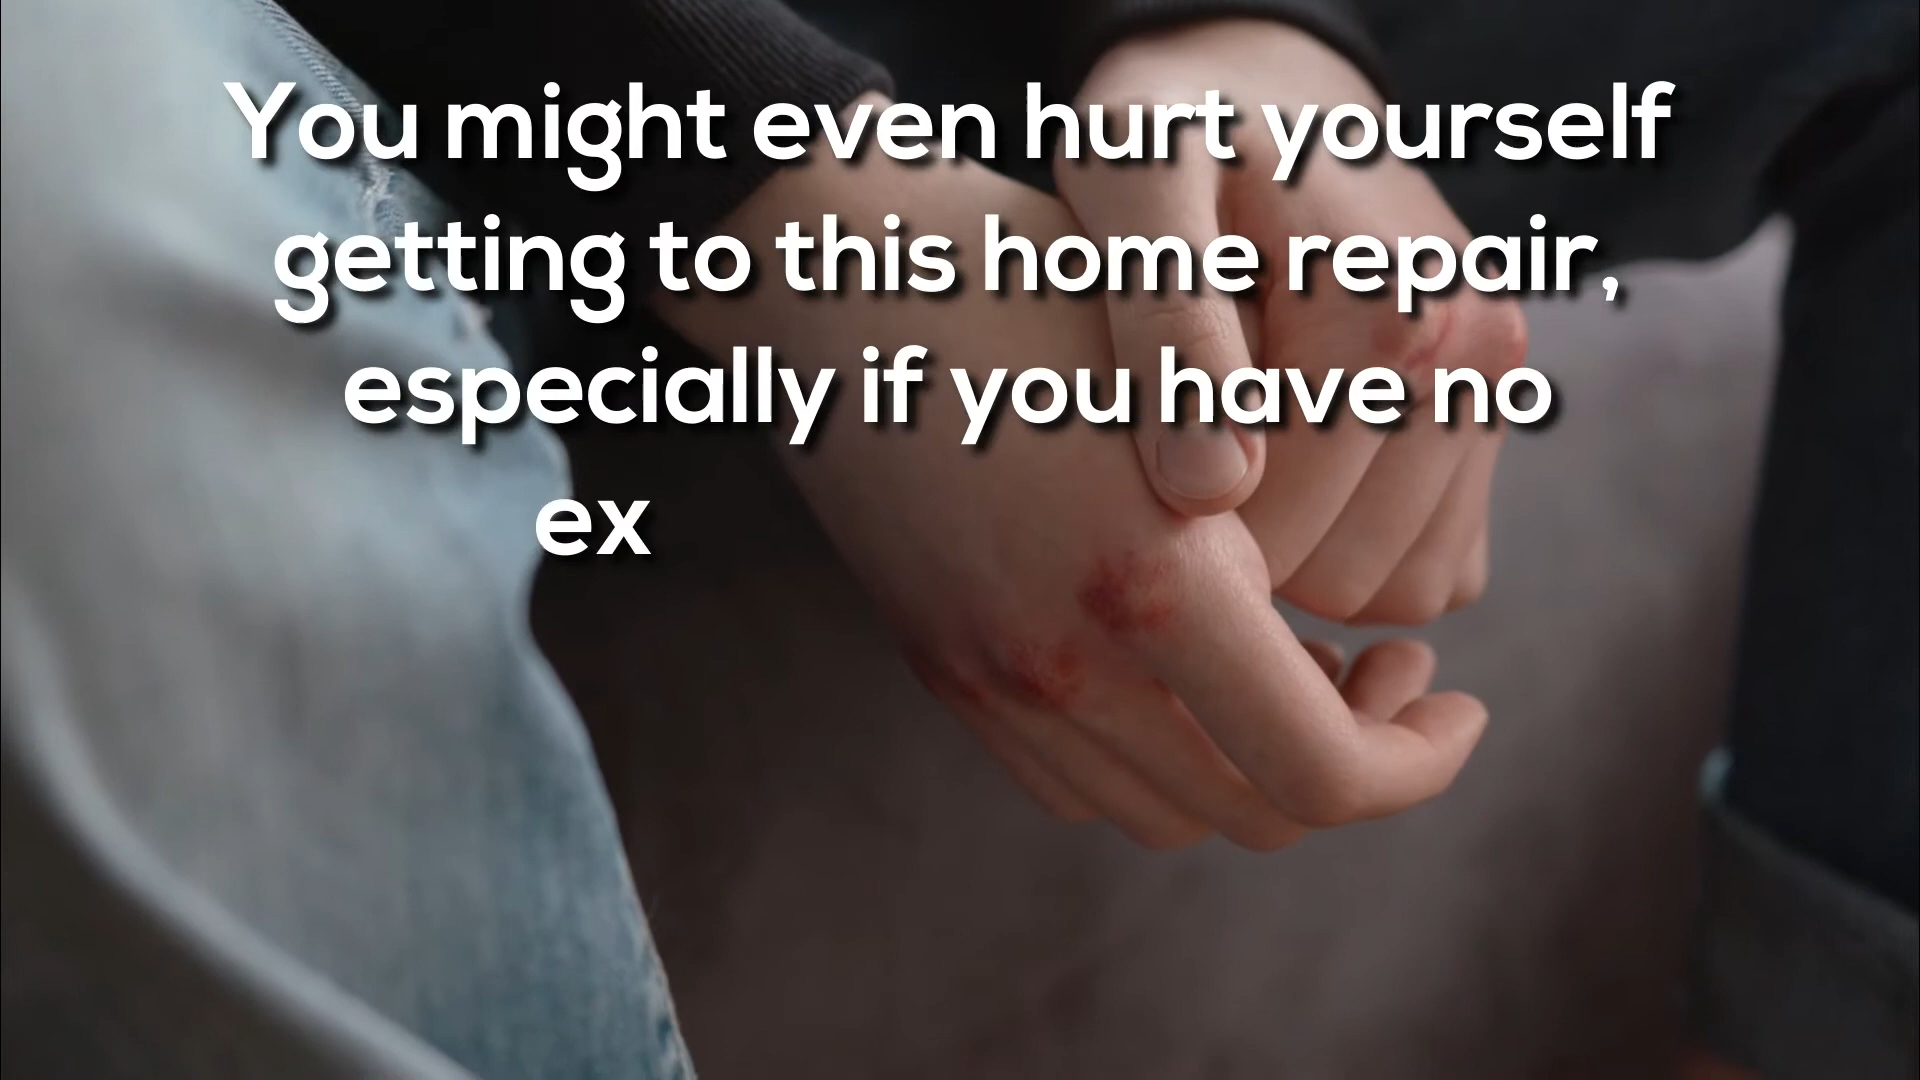 You might even hurt yourself
getting to this home repair,
especially if you have no
ex